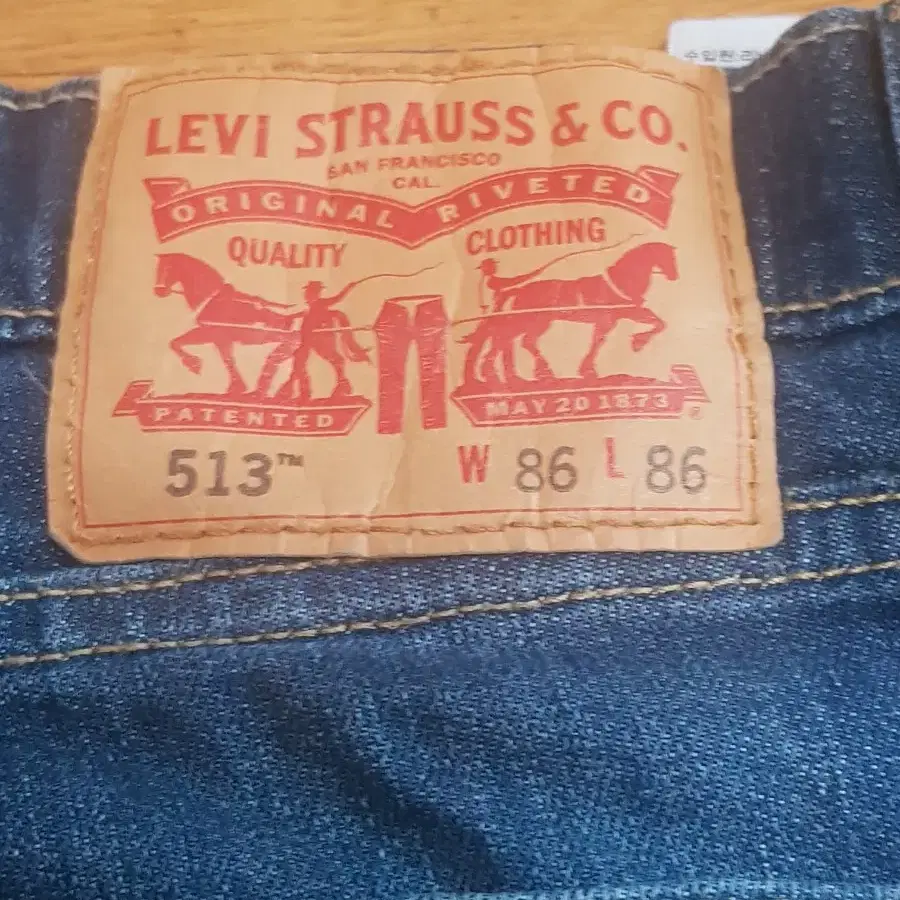 LEVI STRAUSS & CO.
SAN FRANCISCO
CAL.
ORIGINAL RIVETED
QUALITY CLOTHING
PATENTED MAY 20 1873 ®
513™ W 86 L 86